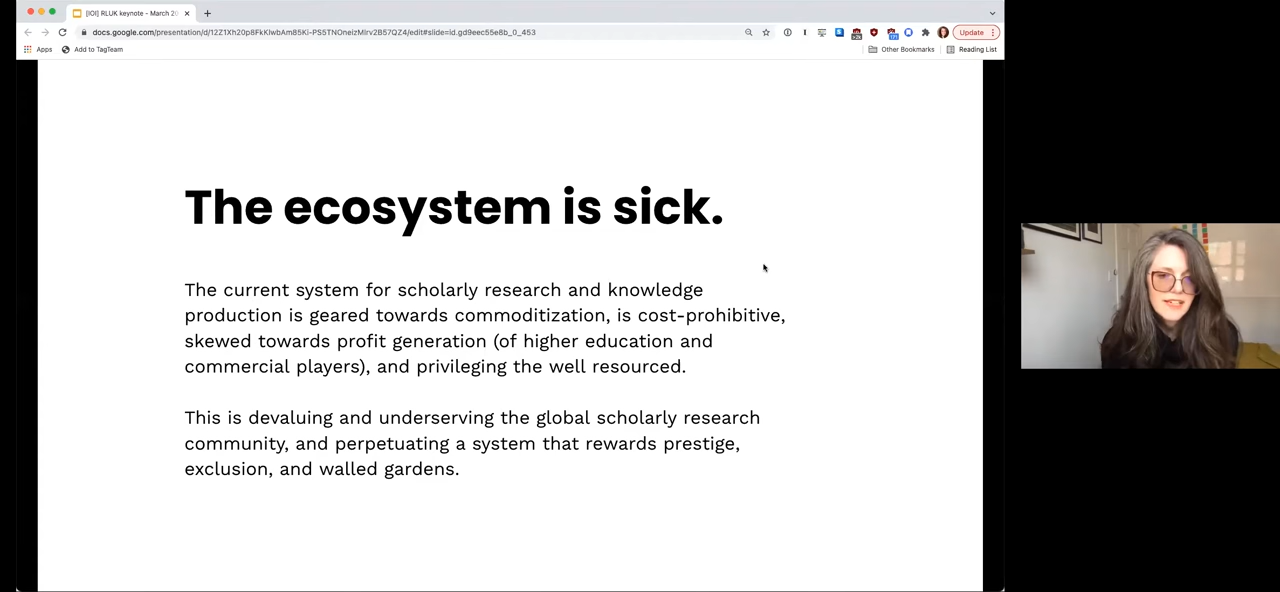 [IOI] RLUK keynote - March 20
docs.google.com/presentation/d/12Z1Xh20p8FkKIwbAm85Ki-PS5TNOneizMlrv2B57QZ4/edit#slide=id.gd9eec55e8b_0_453
Update
Apps
Add to TagTeam
Other Bookmarks
Reading List
The ecosystem is sick.
The current system for scholarly research and knowledge
production is geared towards commoditization, is cost-prohibitive,
skewed towards profit generation (of higher education and
commercial players), and privileging the well resourced.
This is devaluing and underserving the global scholarly research
community, and perpetuating a system that rewards prestige,
exclusion, and walled gardens.